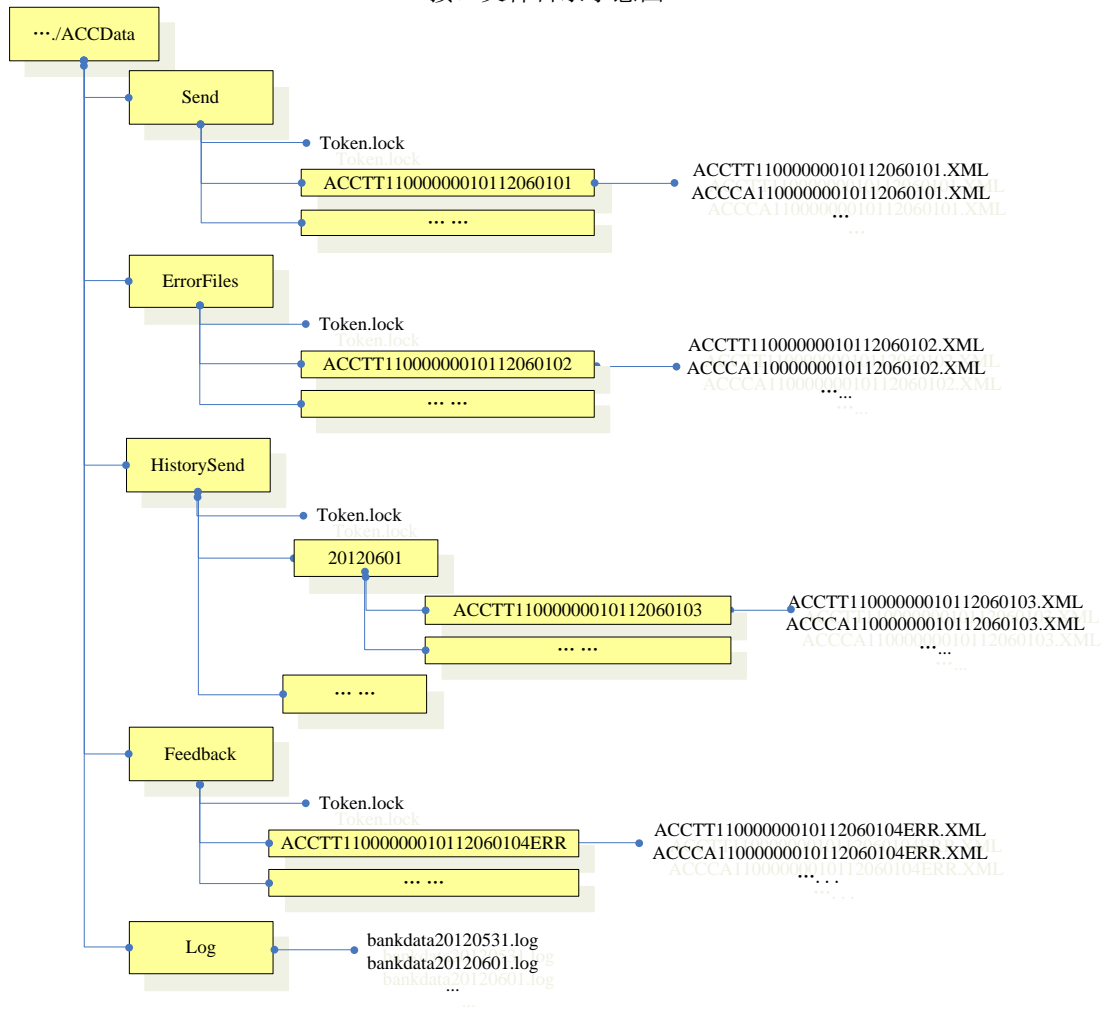 …./ACCData
Send
Token.lock
ACCTT11000000010112060101
ACCTT11000000010112060101.XML
ACCCA11000000010112060101.XML
…
… …
ErrorFiles
Token.lock
ACCTT11000000010112060102
ACCTT11000000010112060102.XML
ACCCA11000000010112060102.XML
…...
… …
HistorySend
Token.lock
20120601
ACCTT11000000010112060103
ACCTT11000000010112060103.XML
ACCCA11000000010112060103.XML
…...
… …
… …
Feedback
Token.lock
ACCTT11000000010112060104ERR
ACCTT11000000010112060104ERR.XML
ACCCA11000000010112060104ERR.XML
…. . .
… …
Log
bankdata20120531.log
bankdata20120601.log
...